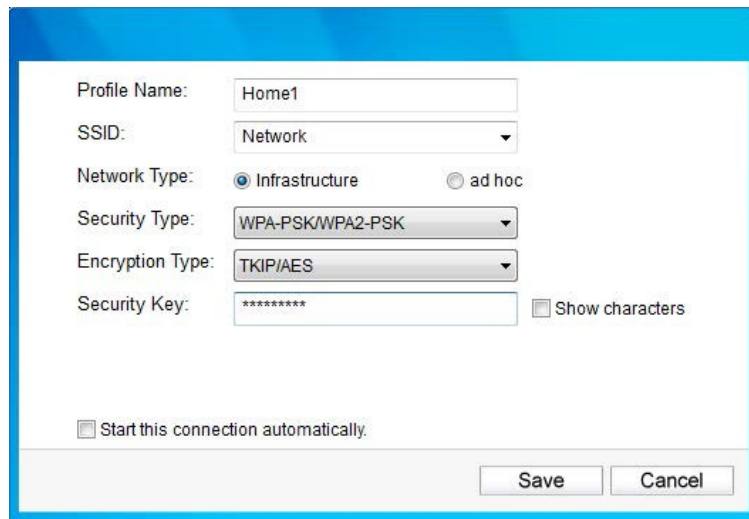 Profile Name: Home1
SSID: Network
Network Type: Infrastructure ad hoc
Security Type: WPA-PSK/WPA2-PSK
Encryption Type: TKIP/AES
Security Key: ********* Show characters
Start this connection automatically.
Save Cancel